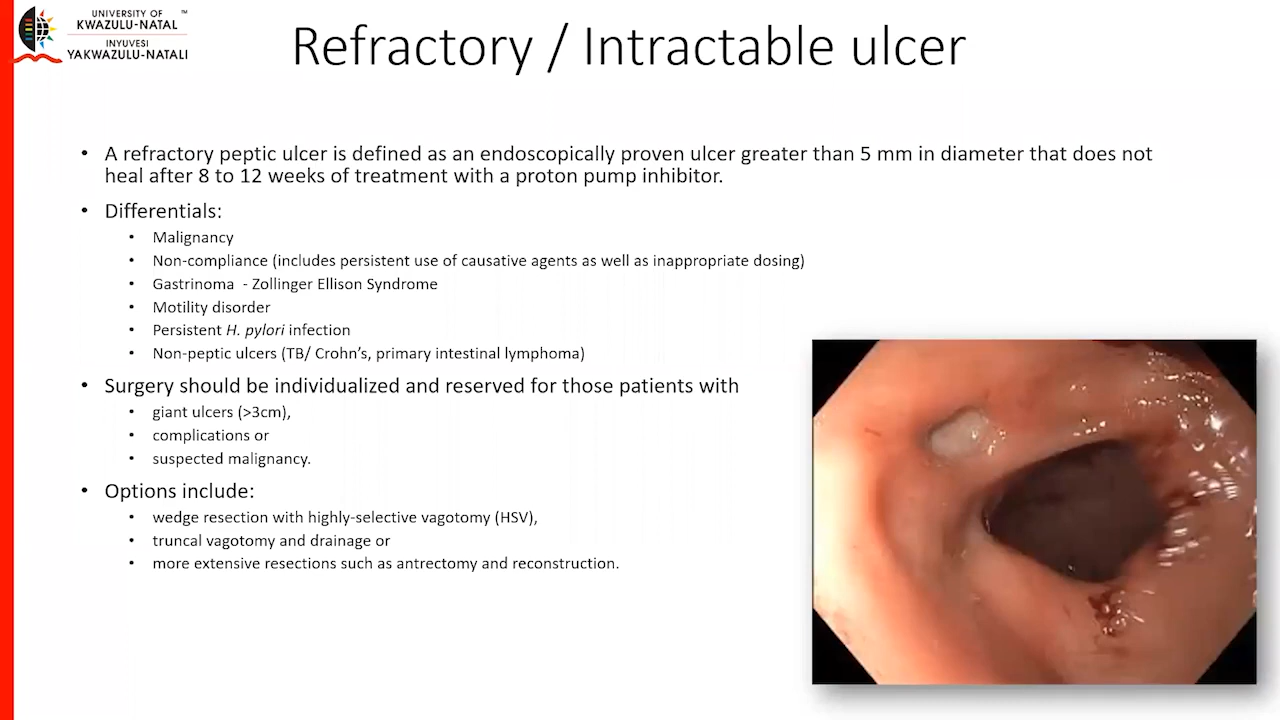 UNIVERSITY OF ™
KWAZULU-NATAL
INYUVESI
YAKWAZULU-NATALI
Refractory / Intractable ulcer
• A refractory peptic ulcer is defined as an endoscopically proven ulcer greater than 5 mm in diameter that does not
heal after 8 to 12 weeks of treatment with a proton pump inhibitor.
• Differentials:
• Malignancy
• Non-compliance (includes persistent use of causative agents as well as inappropriate dosing)
• Gastrinoma - Zollinger Ellison Syndrome
• Motility disorder
• Persistent H. pylori infection
• Non-peptic ulcers (TB/ Crohn's, primary intestinal lymphoma)
• Surgery should be individualized and reserved for those patients with
• giant ulcers (>3cm),
• complications or
• suspected malignancy.
• Options include:
• wedge resection with highly-selective vagotomy (HSV),
• truncal vagotomy and drainage or
• more extensive resections such as antrectomy and reconstruction.